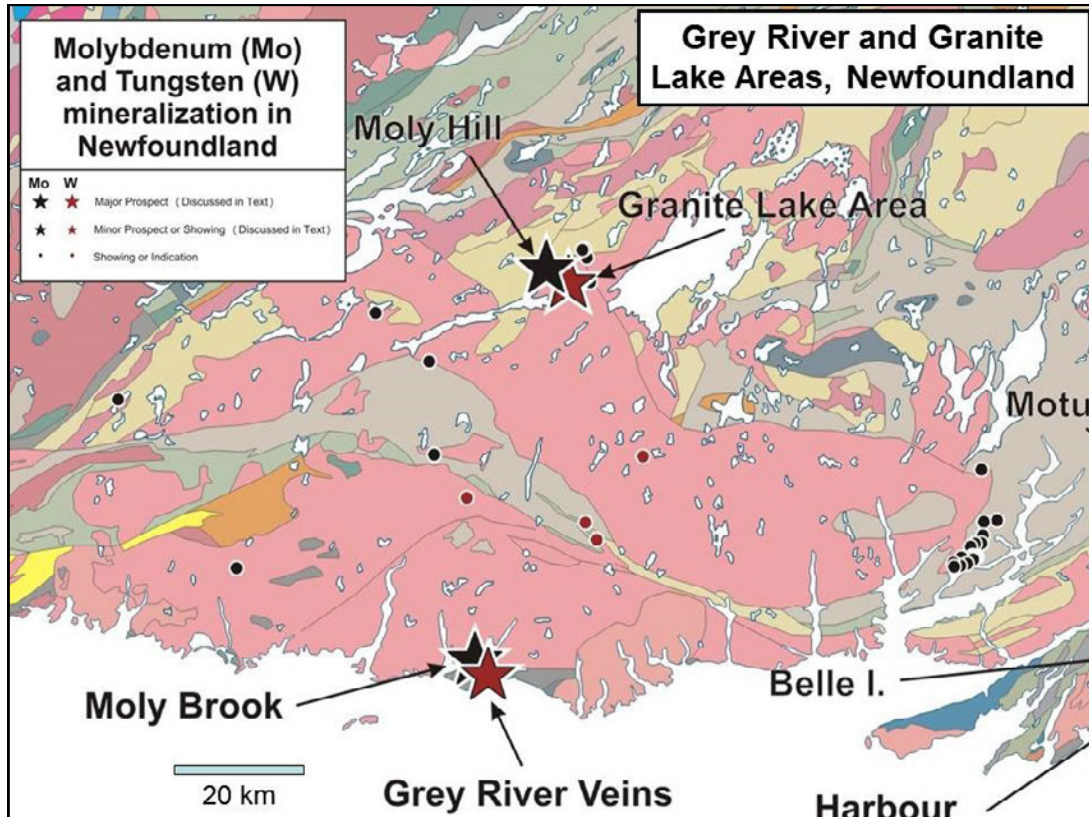 Molybdenum (Mo)
and Tungsten (W)
mineralization in
Newfoundland
Mo W
Major Prospect (Discussed in Text)
Minor Prospect or Showing (Discussed in Text)
Showing or Indication
Grey River and Granite
Lake Areas, Newfoundland
Moly Hill
Granite Lake Area
Motu
Belle I.
Moly Brook
20 km
Grey River Veins
Harbour